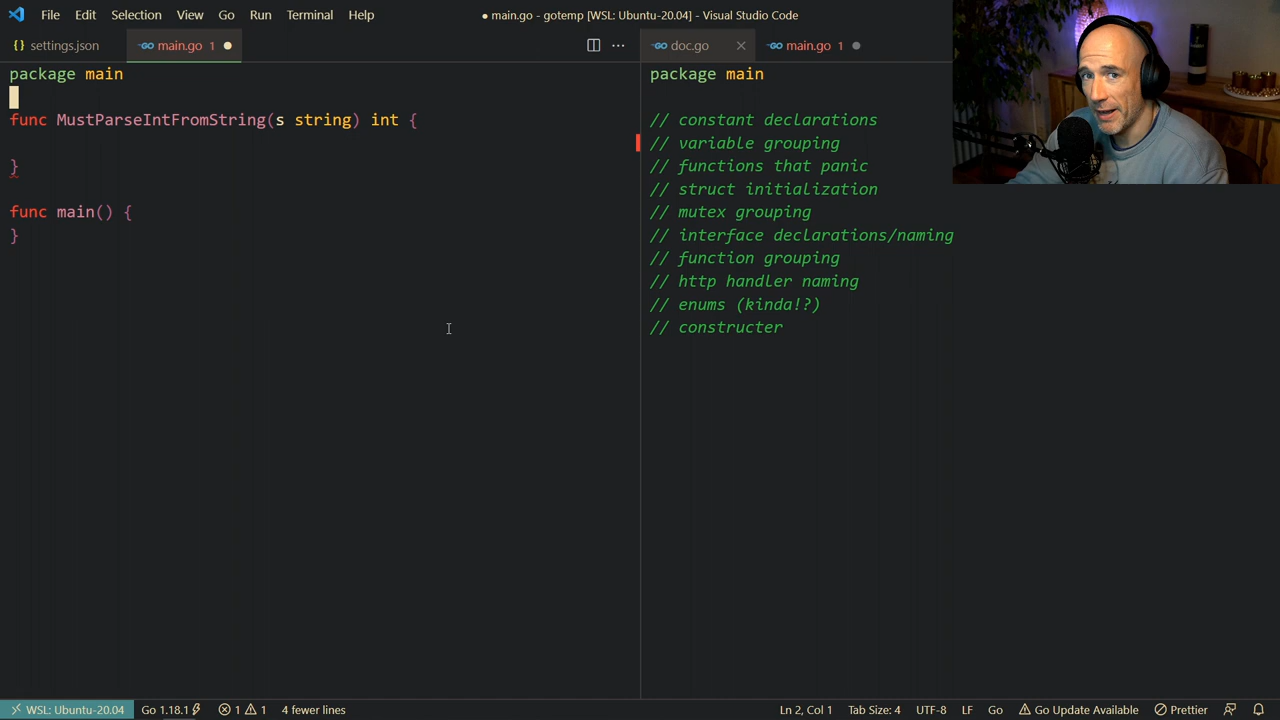 File Edit Selection View Go Run Terminal Help
● main.go - gotemp [WSL: Ubuntu-20.04] - Visual Studio Code
{} settings.json
main.go 1 ●
···
doc.go ×
main.go 1 ●
package main
func MustParseIntFromString(s string) int {
}
func main() {
}
package main
// constant declarations
// variable grouping
// functions that panic
// struct initialization
// mutex grouping
// interface declarations/naming
// function grouping
// http handler naming
// enums (kinda!?)
// constructer
WSL: Ubuntu-20.04 Go 1.18.1 1 1 4 fewer lines Ln 2, Col 1 Tab Size: 4 UTF-8 LF Go Go Update Available Prettier